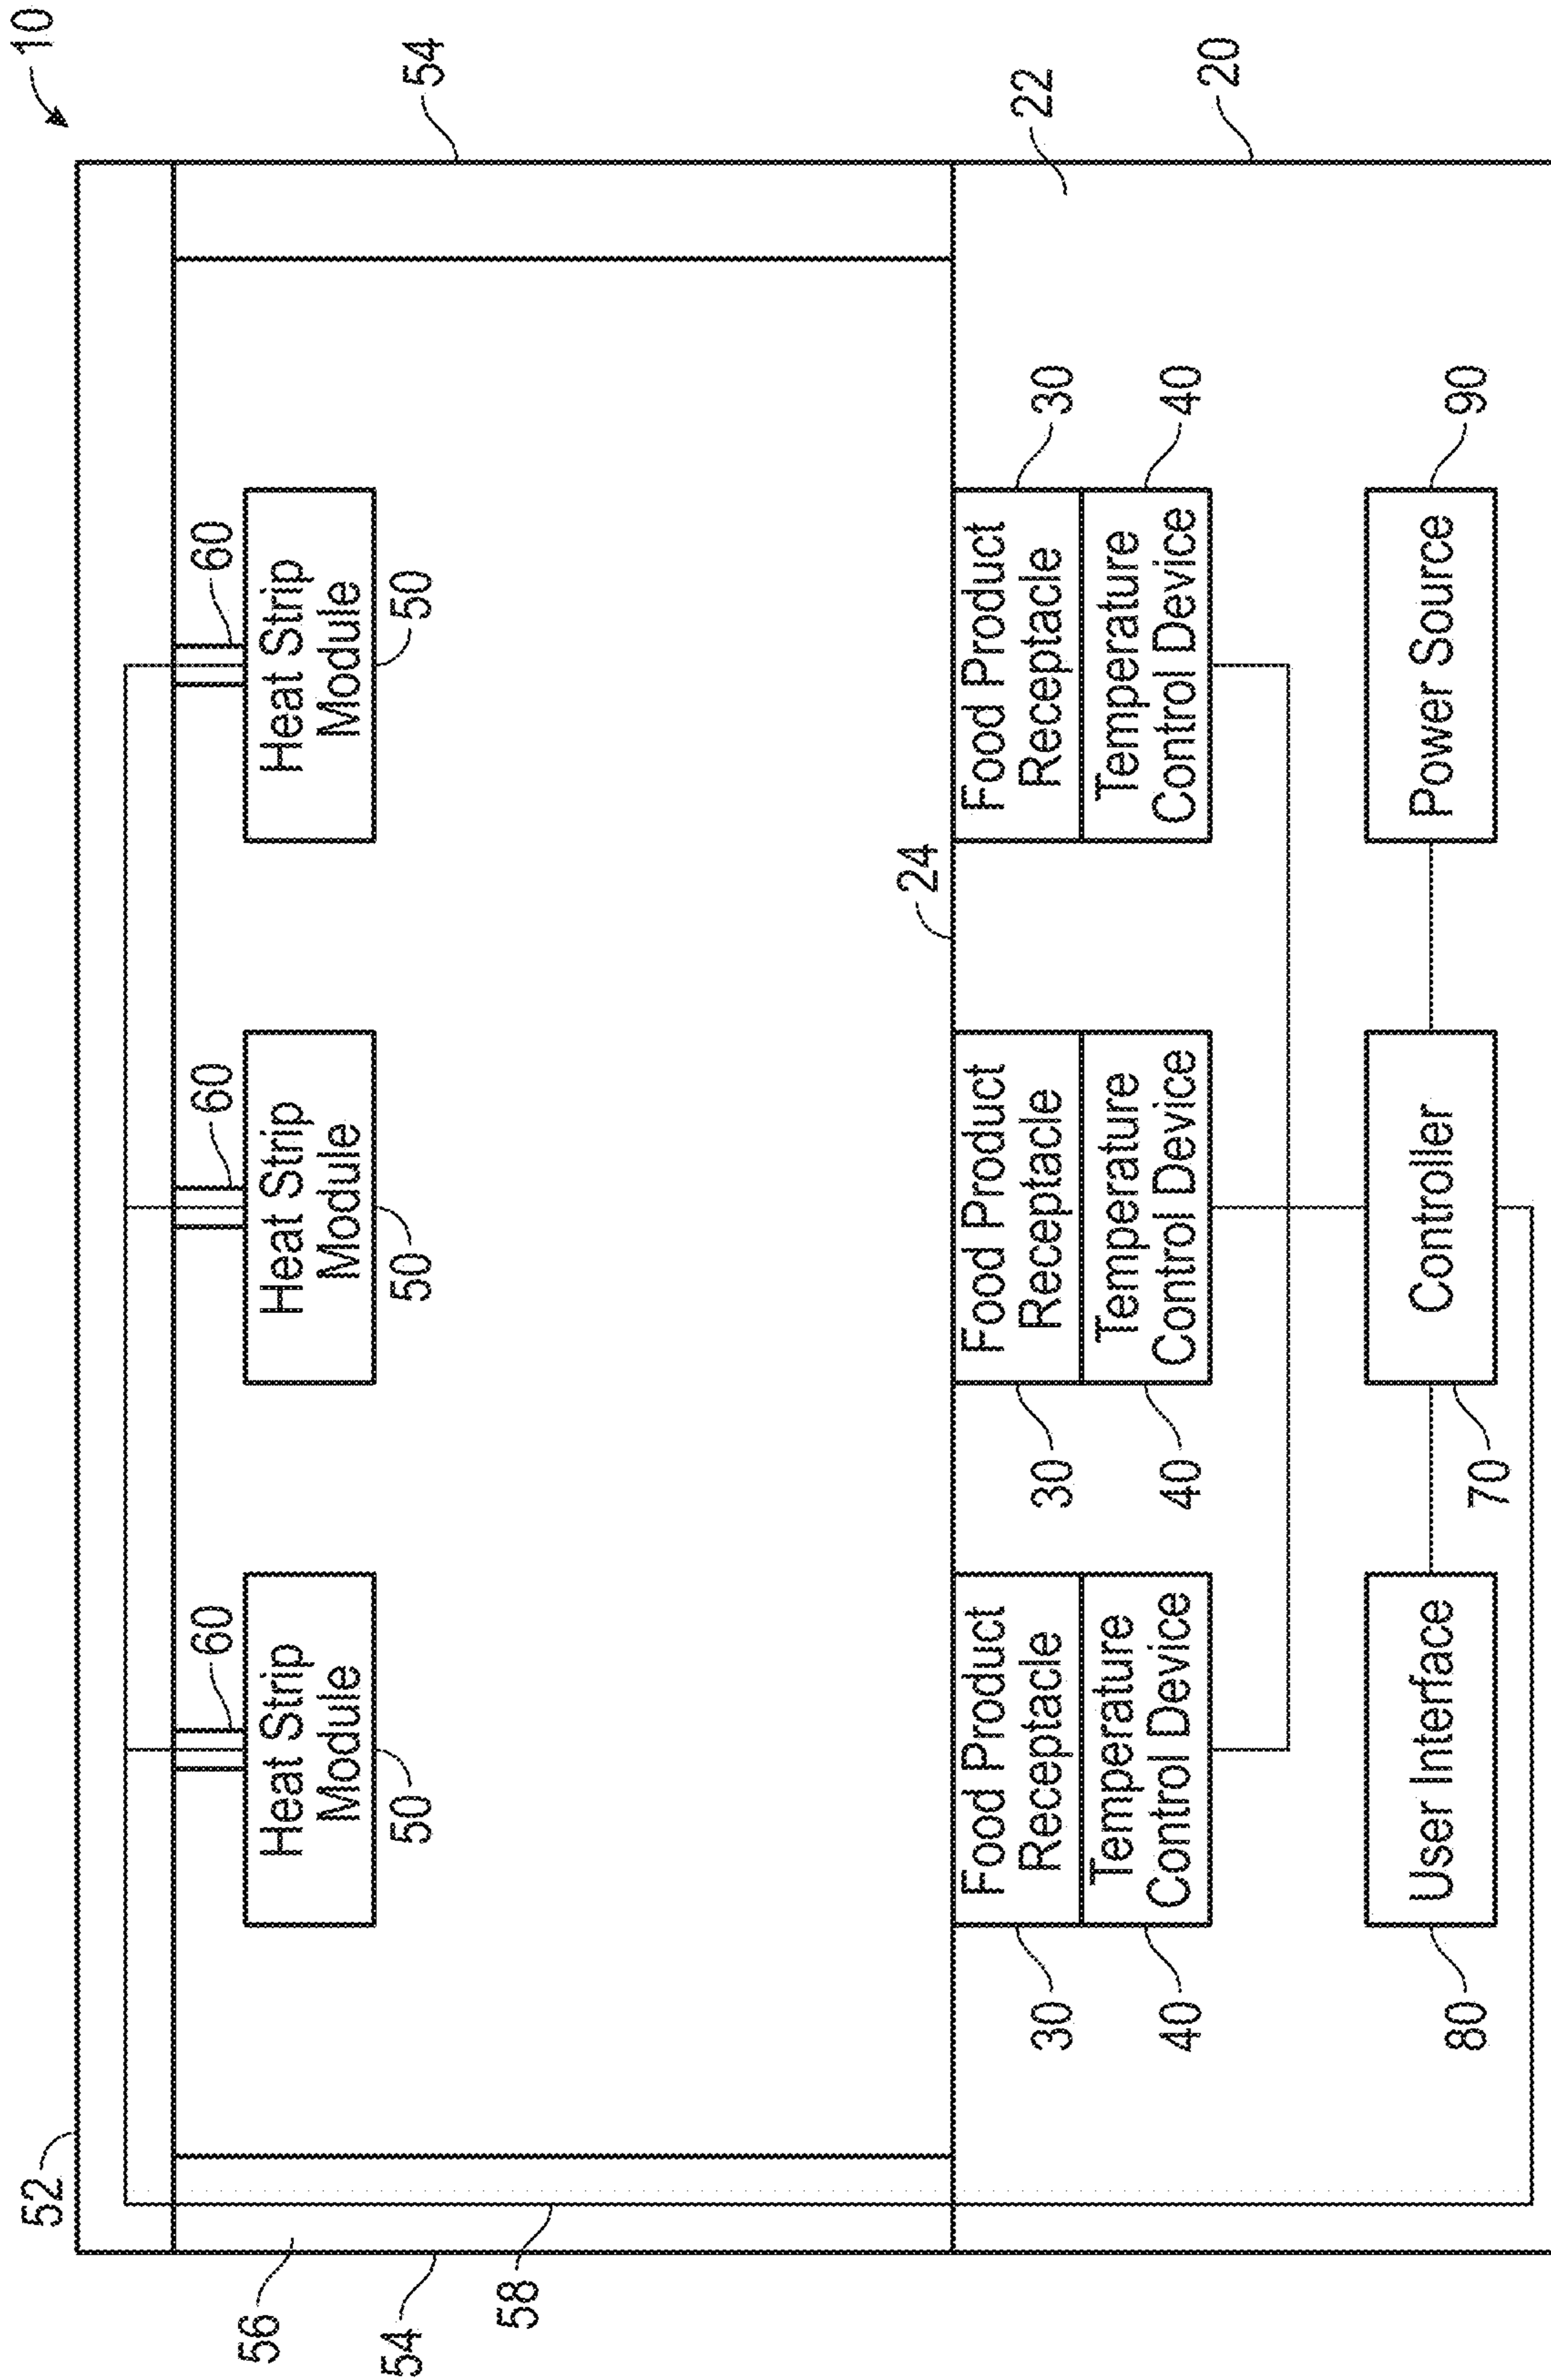 10
52
54
60
60
60
Heat Strip
Module
Heat Strip
Module
Heat Strip
Module
50
50
50
56
54
58
24
22
20
Food Product
Receptacle
Food Product
Receptacle
Food Product
Receptacle
30
30
30
Temperature
Control Device
Temperature
Control Device
Temperature
Control Device
40
40
40
User Interface
Controller
Power Source
80
70
90